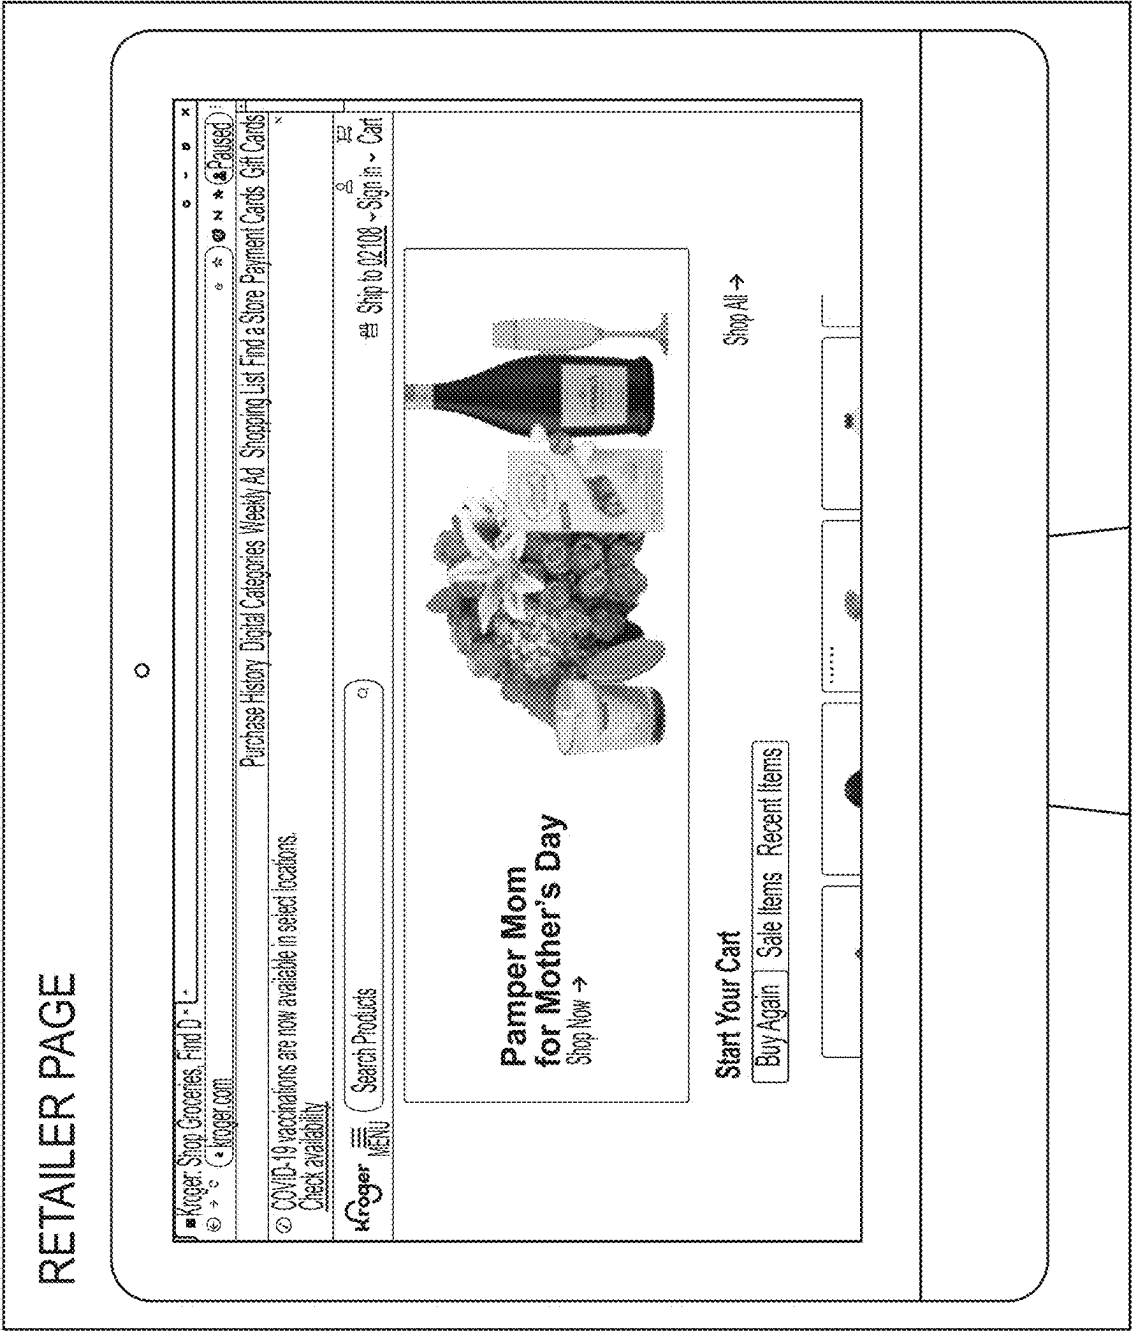 RETAILER PAGE
Kroger: Shop Groceries, Find D
kroger.com
Paused
Purchase History Digital Categories Weekly Ad Shopping List Find a Store Payment Cards Gift Cards
COVID-19 vaccinations are now available in select locations.
Check availability
Kroger
MENU
Search Products
Ship to 02108
Sign in
Cart
Pamper Mom
for Mother's Day
Shop Now →
Start Your Cart
Shop All →
Buy Again Sale Items Recent Items